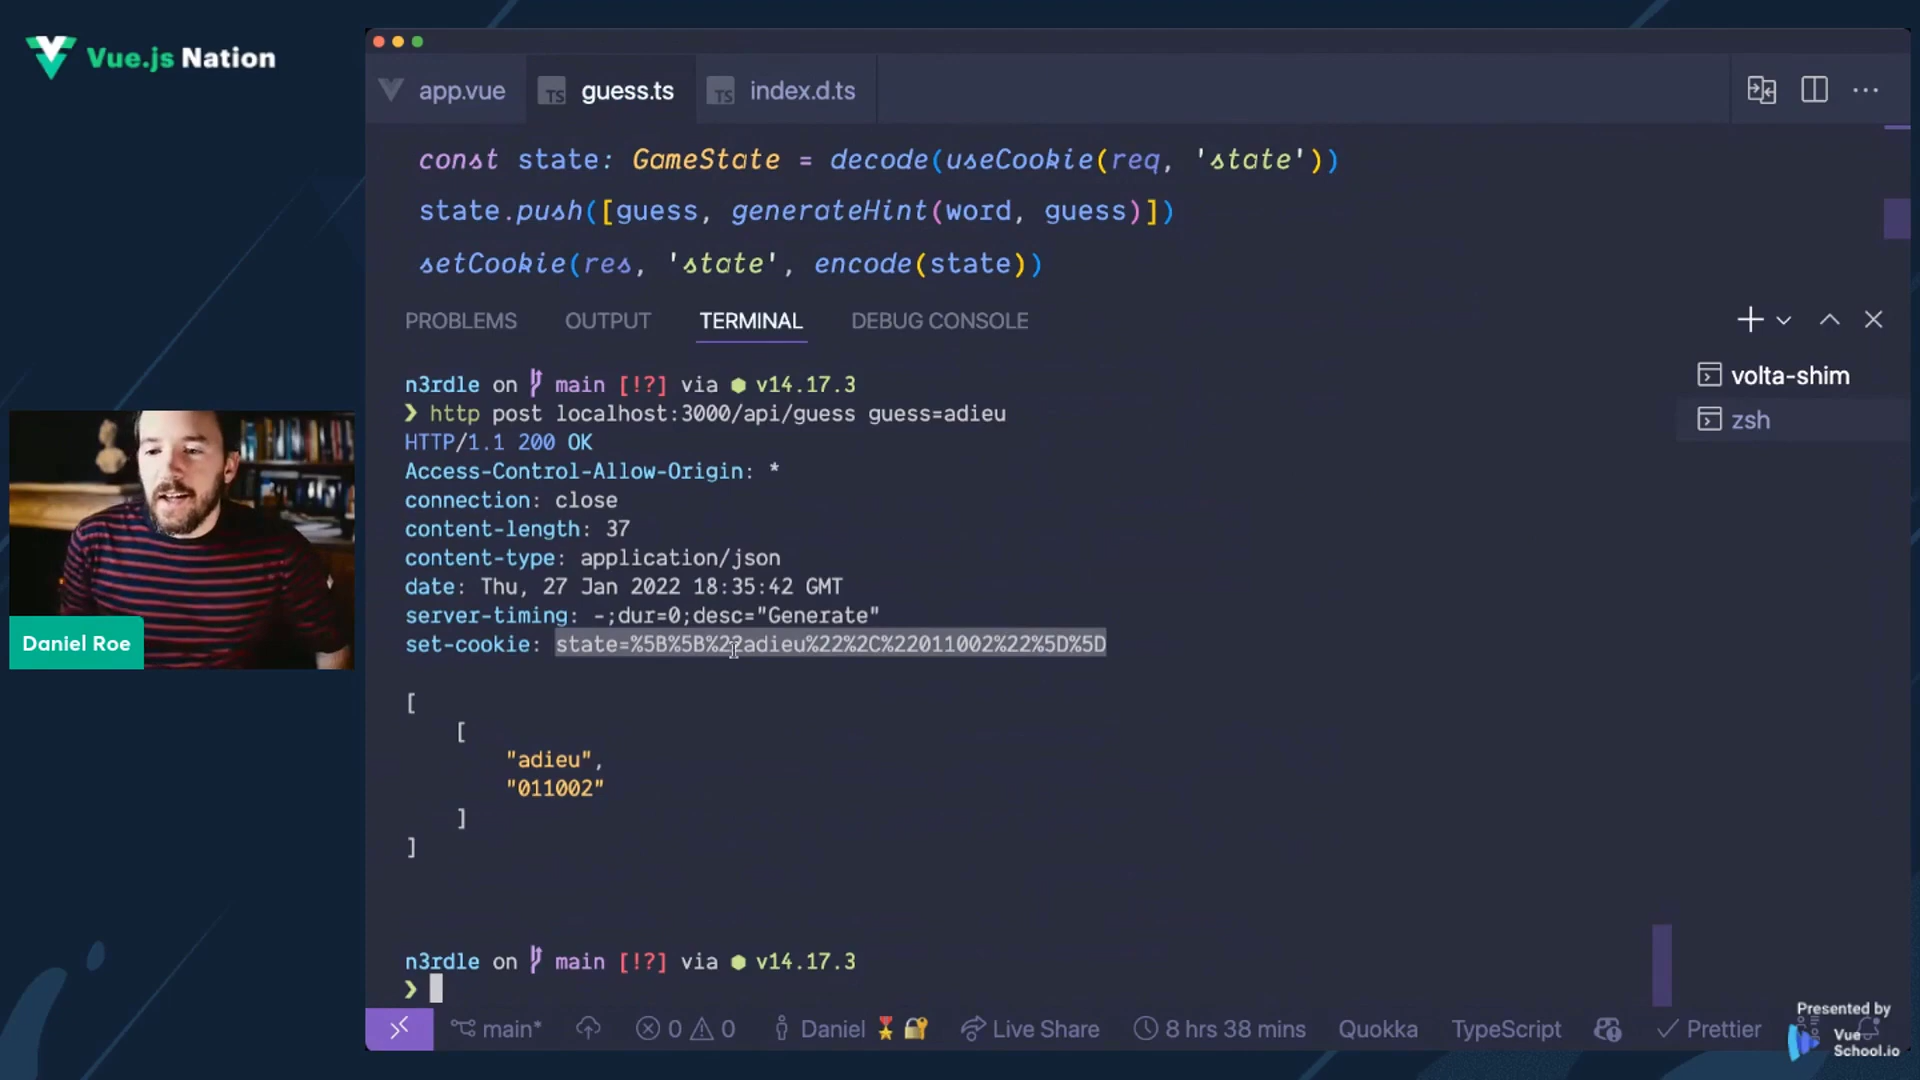 Vue.js Nation
app.vue
TS guess.ts
TS index.d.ts
const state: GameState = decode(useCookie(req, 'state'))
state.push([guess, generateHint(word, guess)])
setCookie(res, 'state', encode(state))
PROBLEMS OUTPUT TERMINAL DEBUG CONSOLE
n3rdle on main [!?] via v14.17.3
❯ http post localhost:3000/api/guess guess=adieu
HTTP/1.1 200 OK
Access-Control-Allow-Origin: *
connection: close
content-length: 37
content-type: application/json
date: Thu, 27 Jan 2022 18:35:42 GMT
server-timing: -;dur=0;desc="Generate"
set-cookie: state=%5B%5B%22adieu%22%2C%22011002%22%5D%5D
[
[
"adieu",
"011002"
]
]
n3rdle on main [!?] via v14.17.3
❯
volta-shim
zsh
Daniel Roe
main* 0 0 Daniel Live Share 8 hrs 38 mins Quokka TypeScript Prettier
Presented by
Vue
School.io